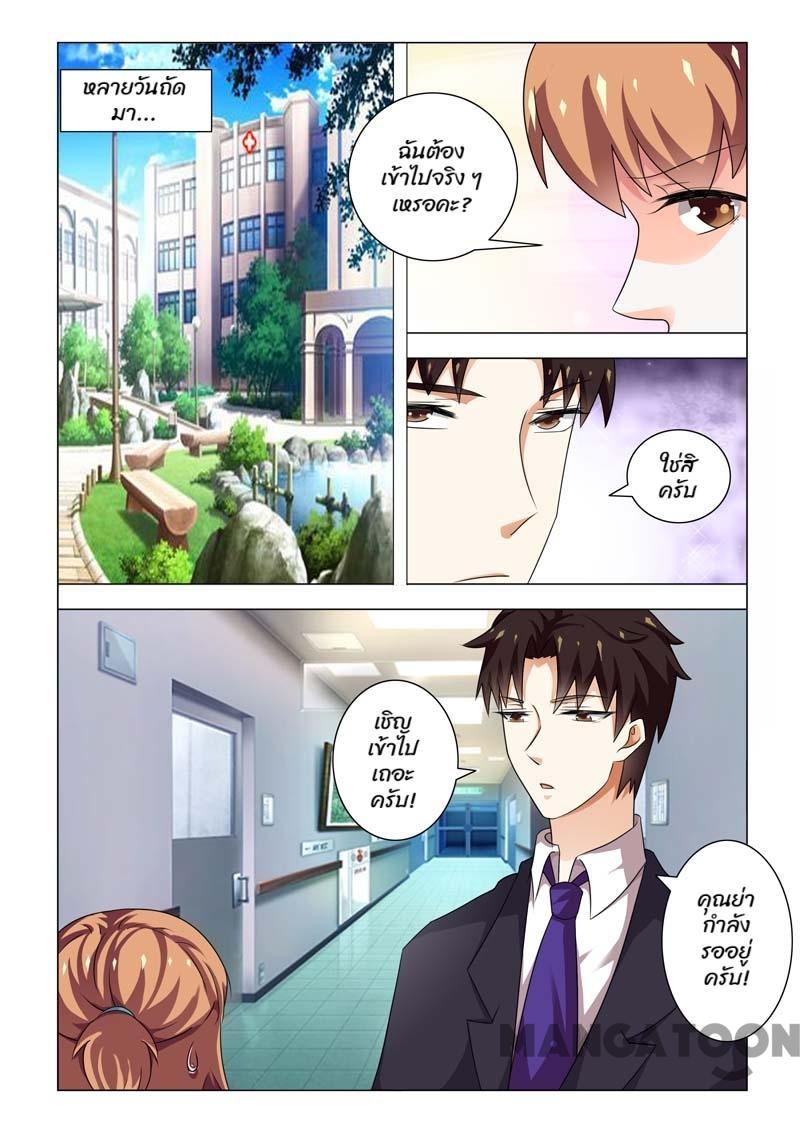 หลายวันถัด
มา...
ฉันต้อง
เข้าไปจริง ๆ
เหรอคะ?
ใช่สิ
ครับ
เชิญ
เข้าไป
เถอะ
ครับ!
คุณย่า
กำลัง
รออยู่
ครับ!
MANGATOON